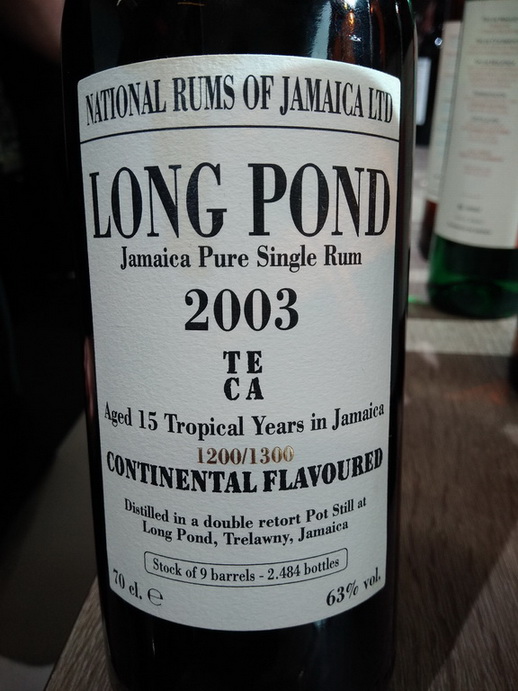 NATIONAL RUMS OF JAMAICA LTD
LONG POND
Jamaica Pure Single Rum
2003
TE
CA
Aged 15 Tropical Years in Jamaica
1200/1300
CONTINENTAL FLAVOURED
Distilled in a double retort Pot Still at
Long Pond, Trelawny, Jamaica
Stock of 9 barrels - 2.484 bottles
70 cl. ℮
63% vol.